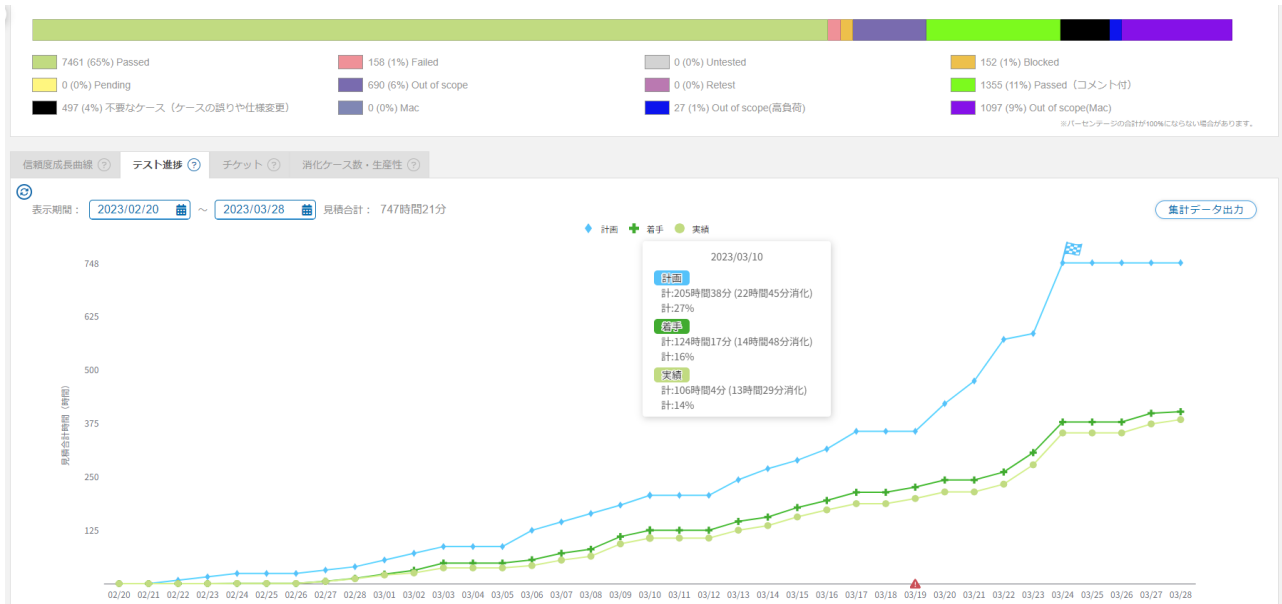 7461 (65%) Passed
158 (1%) Failed
0 (0%) Untested
152 (1%) Blocked
0 (0%) Pending
690 (6%) Out of scope
0 (0%) Retest
1355 (11%) Passed（コメント付）
497 (4%) 不要なケース（ケースの誤りや仕様変更）
0 (0%) Mac
27 (1%) Out of scope(高負荷)
1097 (9%) Out of scope(Mac)
※パーセンテージの合計が100%にならない場合があります。
信頼度成長曲線 ?
テスト進捗 ?
チケット ?
消化ケース数・生産性 ?
表示期間： 2023/02/20 ～ 2023/03/28 見積合計： 747時間21分
集計データ出力
計画 着手 実績
2023/03/10
計画
計:205時間38分 (22時間45分消化)
計:27%
着手
計:124時間17分 (14時間48分消化)
計:16%
実績
計:106時間4分 (13時間29分消化)
計:14%
見積合計時間（時間）
748
625
500
375
250
125
02/20 02/21 02/22 02/23 02/24 02/25 02/26 02/27 02/28 03/01 03/02 03/03 03/04 03/05 03/06 03/07 03/08 03/09 03/10 03/11 03/12 03/13 03/14 03/15 03/16 03/17 03/18 03/19 03/20 03/21 03/22 03/23 03/24 03/25 03/26 03/27 03/28